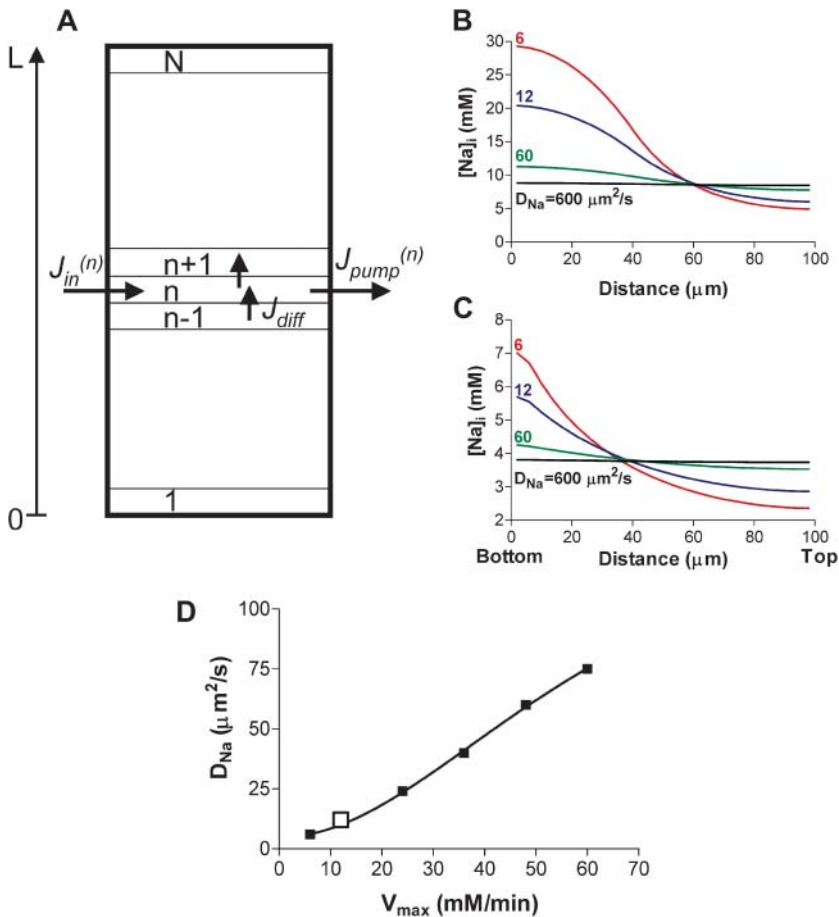 A
L
N
J_in^(n)
n+1
J_pump^(n)
n
n-1
J_diff
1
0
B
[Na]i (mM)
30
25
20
15
10
5
0
6
12
60
D_Na=600 μm²/s
0 20 40 60 80 100
Distance (μm)
C
[Na]i (mM)
8
7
6
5
4
3
2
6
12
60
D_Na=600 μm²/s
0 20 40 60 80 100
Bottom Distance (μm) Top
D
D_Na (μm²/s)
100
75
50
25
0
0 10 20 30 40 50 60 70
V_max (mM/min)